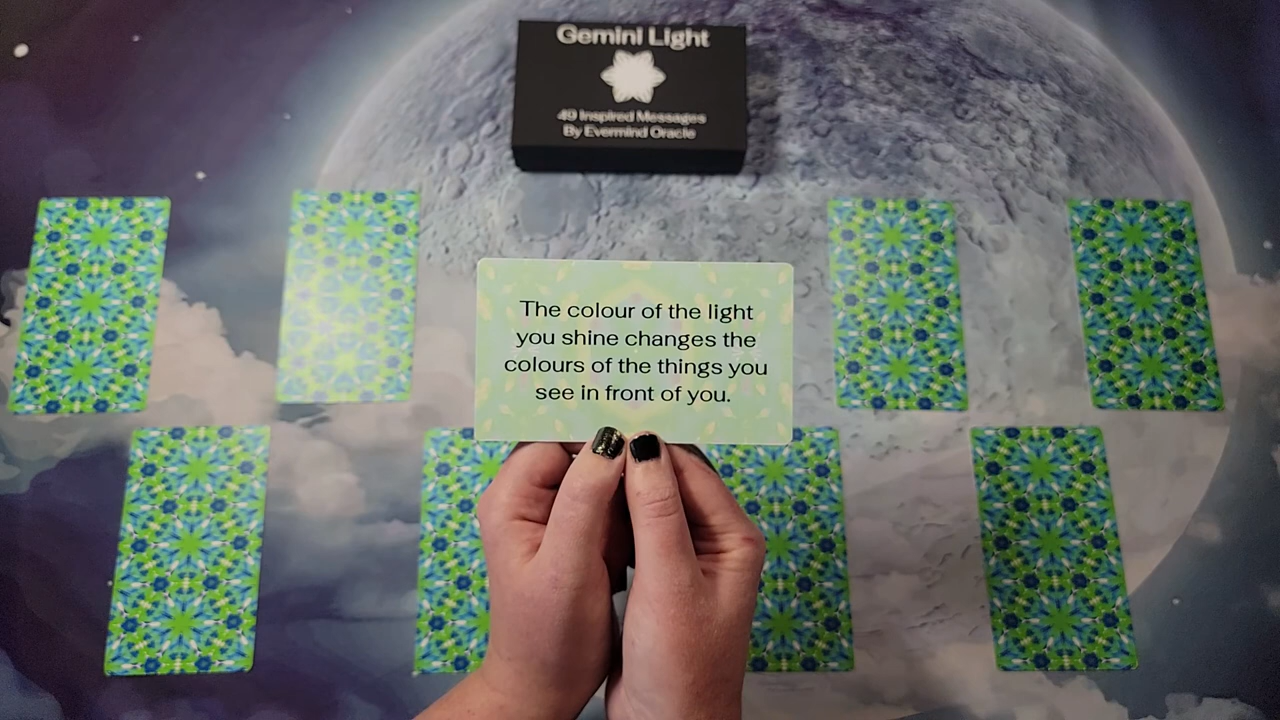 Gemini Light
49 Inspired Messages
By Evermind Oracle
The colour of the light
you shine changes the
colours of the things you
see in front of you.